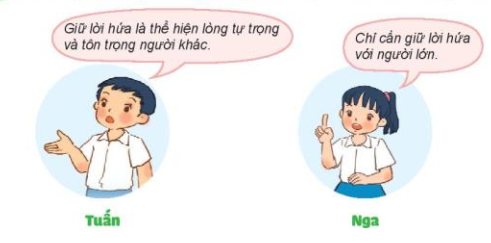 Giữ lời hứa là thể hiện lòng tự trọng
và tôn trọng người khác.
Chỉ cần giữ lời hứa
với người lớn.
Tuấn
Nga